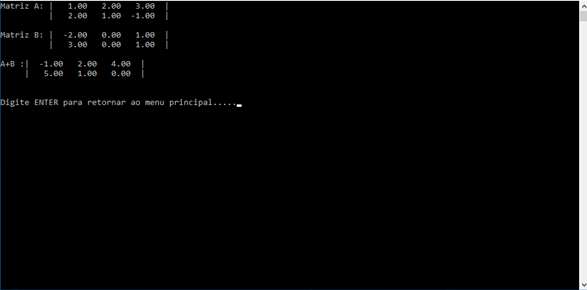 Matriz A: |   1.00   2.00   3.00  |
          |   2.00   1.00  -1.00  |
Matriz B: |  -2.00   0.00   1.00  |
          |   3.00   0.00   1.00  |
A+B :|  -1.00   2.00   4.00  |
     |   5.00   1.00   0.00  |
Digite ENTER para retornar ao menu principal.....